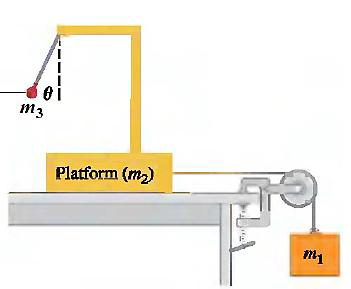 θ
m₃
Platform (m₂)
m₁